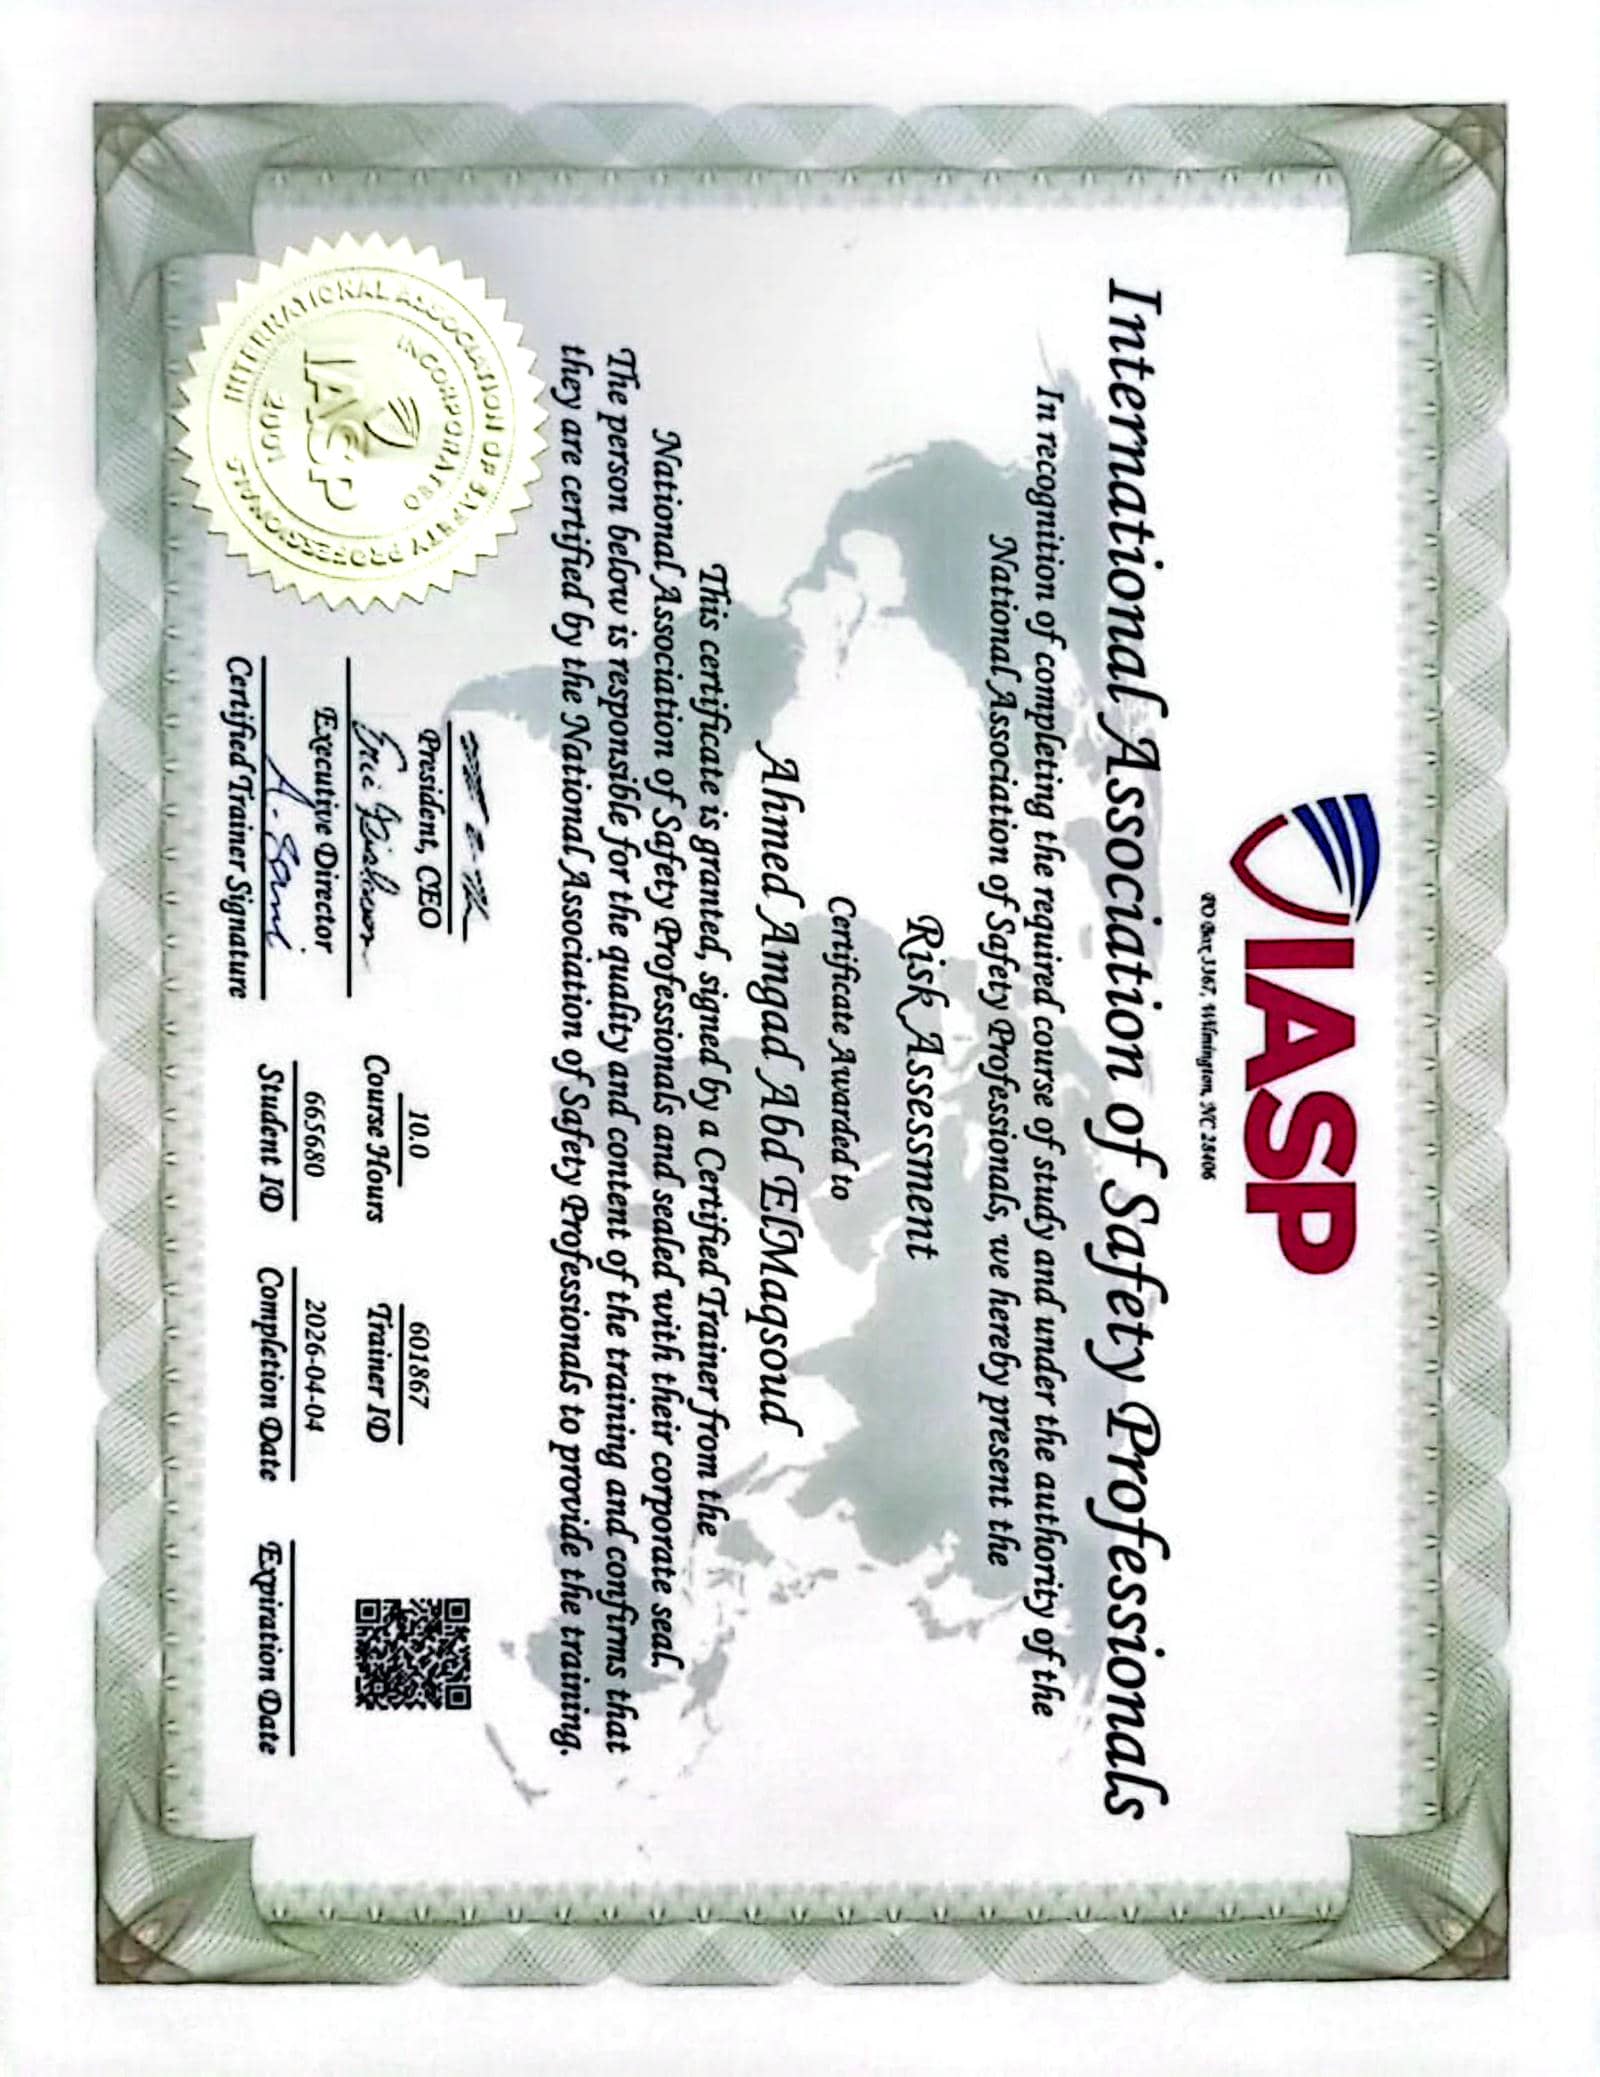 IASP
PO Box 3367, Wilmington, NC 28406
International Association of Safety Professionals
In recognition of completing the required course of study and under the authority of the
National Association of Safety Professionals, we hereby present the
Risk Assessment
Certificate Awarded to
Ahmed Amgad Abd ElMaqsoud
This certificate is granted, signed by a Certified Trainer from the
National Association of Safety Professionals and sealed with their corporate seal.
The person below is responsible for the quality and content of the training and confirms that
they are certified by the National Association of Safety Professionals to provide the training.
INTERNATIONAL ASSOCIATION OF SAFETY PROFESSIONALS
INCORPORATED
IASP
2001
President, CEO
Eric
Executive Director
A. Sami
Certified Trainer Signature
10.0
Course Hours
601867
Trainer ID
665680
Student ID
2026-04-04
Completion Date
Expiration Date